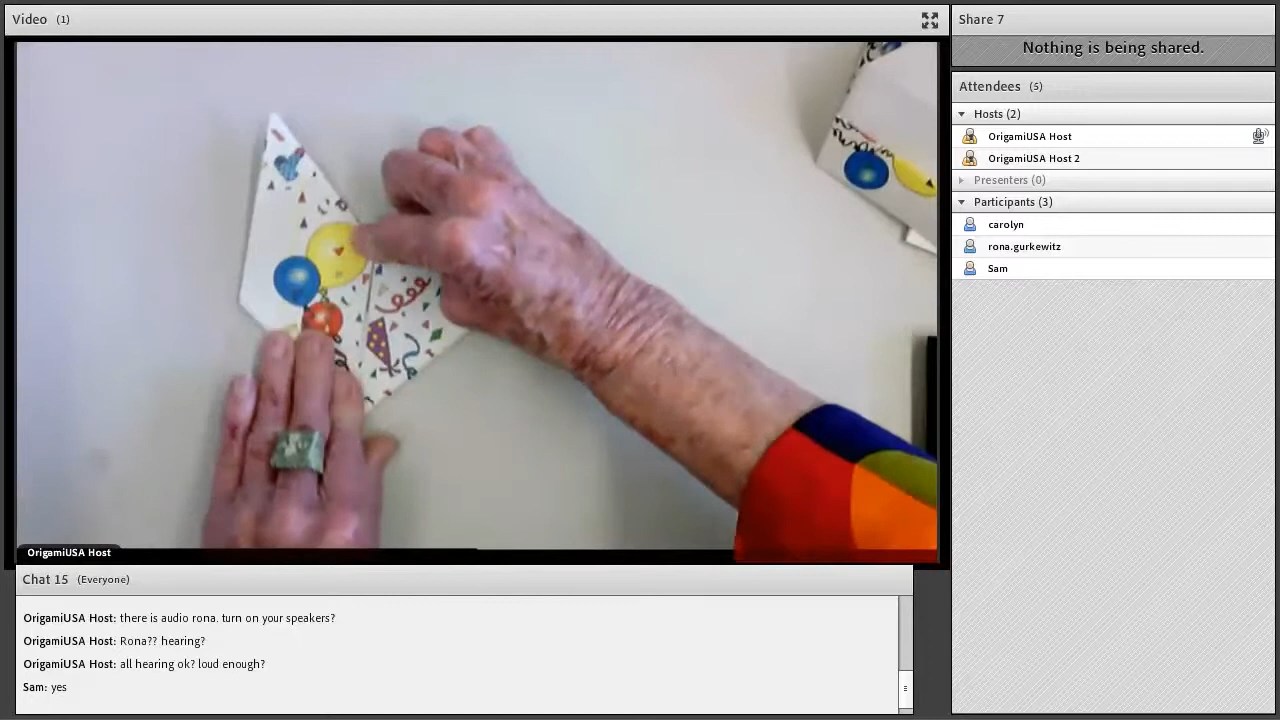 Video (1)
OrigamiUSA Host
Chat 15 (Everyone)
OrigamiUSA Host: there is audio rona. turn on your speakers?
OrigamiUSA Host: Rona?? hearing?
OrigamiUSA Host: all hearing ok? loud enough?
Sam: yes
Share 7
Nothing is being shared.
Attendees (5)
Hosts (2)
OrigamiUSA Host
OrigamiUSA Host 2
Presenters (0)
Participants (3)
carolyn
rona.gurkewitz
Sam